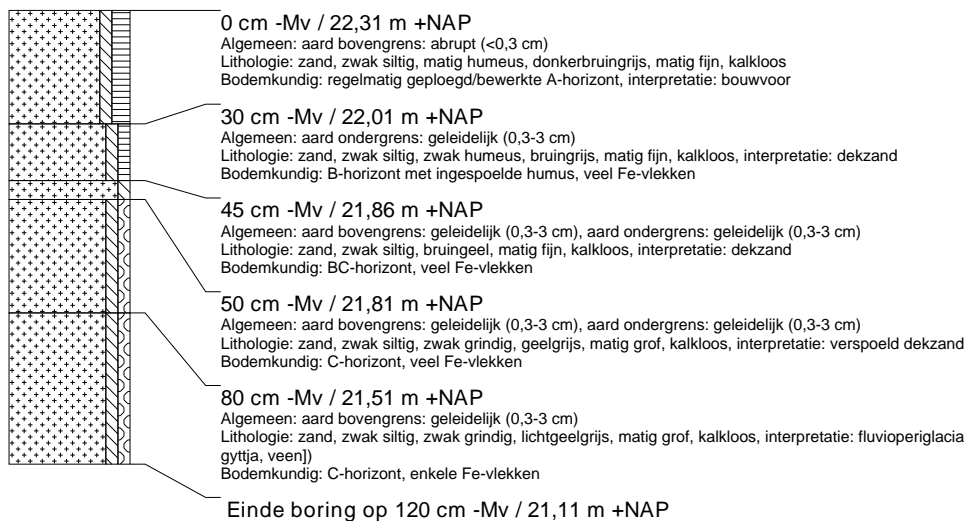 0 cm -Mv / 22,31 m +NAP
Algemeen: aard bovengrens: abrupt (<0,3 cm)
Lithologie: zand, zwak siltig, matig humeus, donkerbruingrijs, matig fijn, kalkloos
Bodemkundig: regelmatig geploegd/bewerkte A-horizont, interpretatie: bouwvoor
30 cm -Mv / 22,01 m +NAP
Algemeen: aard ondergrens: geleidelijk (0,3-3 cm)
Lithologie: zand, zwak siltig, zwak humeus, bruingrijs, matig fijn, kalkloos, interpretatie: dekzand
Bodemkundig: B-horizont met ingespoelde humus, veel Fe-vlekken
45 cm -Mv / 21,86 m +NAP
Algemeen: aard bovengrens: geleidelijk (0,3-3 cm), aard ondergrens: geleidelijk (0,3-3 cm)
Lithologie: zand, zwak siltig, bruingeel, matig fijn, kalkloos, interpretatie: dekzand
Bodemkundig: BC-horizont, veel Fe-vlekken
50 cm -Mv / 21,81 m +NAP
Algemeen: aard bovengrens: geleidelijk (0,3-3 cm), aard ondergrens: geleidelijk (0,3-3 cm)
Lithologie: zand, zwak siltig, zwak grindig, geelgrijs, matig grof, kalkloos, interpretatie: verspoeld dekzand
Bodemkundig: C-horizont, veel Fe-vlekken
80 cm -Mv / 21,51 m +NAP
Algemeen: aard bovengrens: geleidelijk (0,3-3 cm)
Lithologie: zand, zwak siltig, zwak grindig, lichtgeelgrijs, matig grof, kalkloos, interpretatie: fluvioperiglacia
gyttja, veen])
Bodemkundig: C-horizont, enkele Fe-vlekken
Einde boring op 120 cm -Mv / 21,11 m +NAP